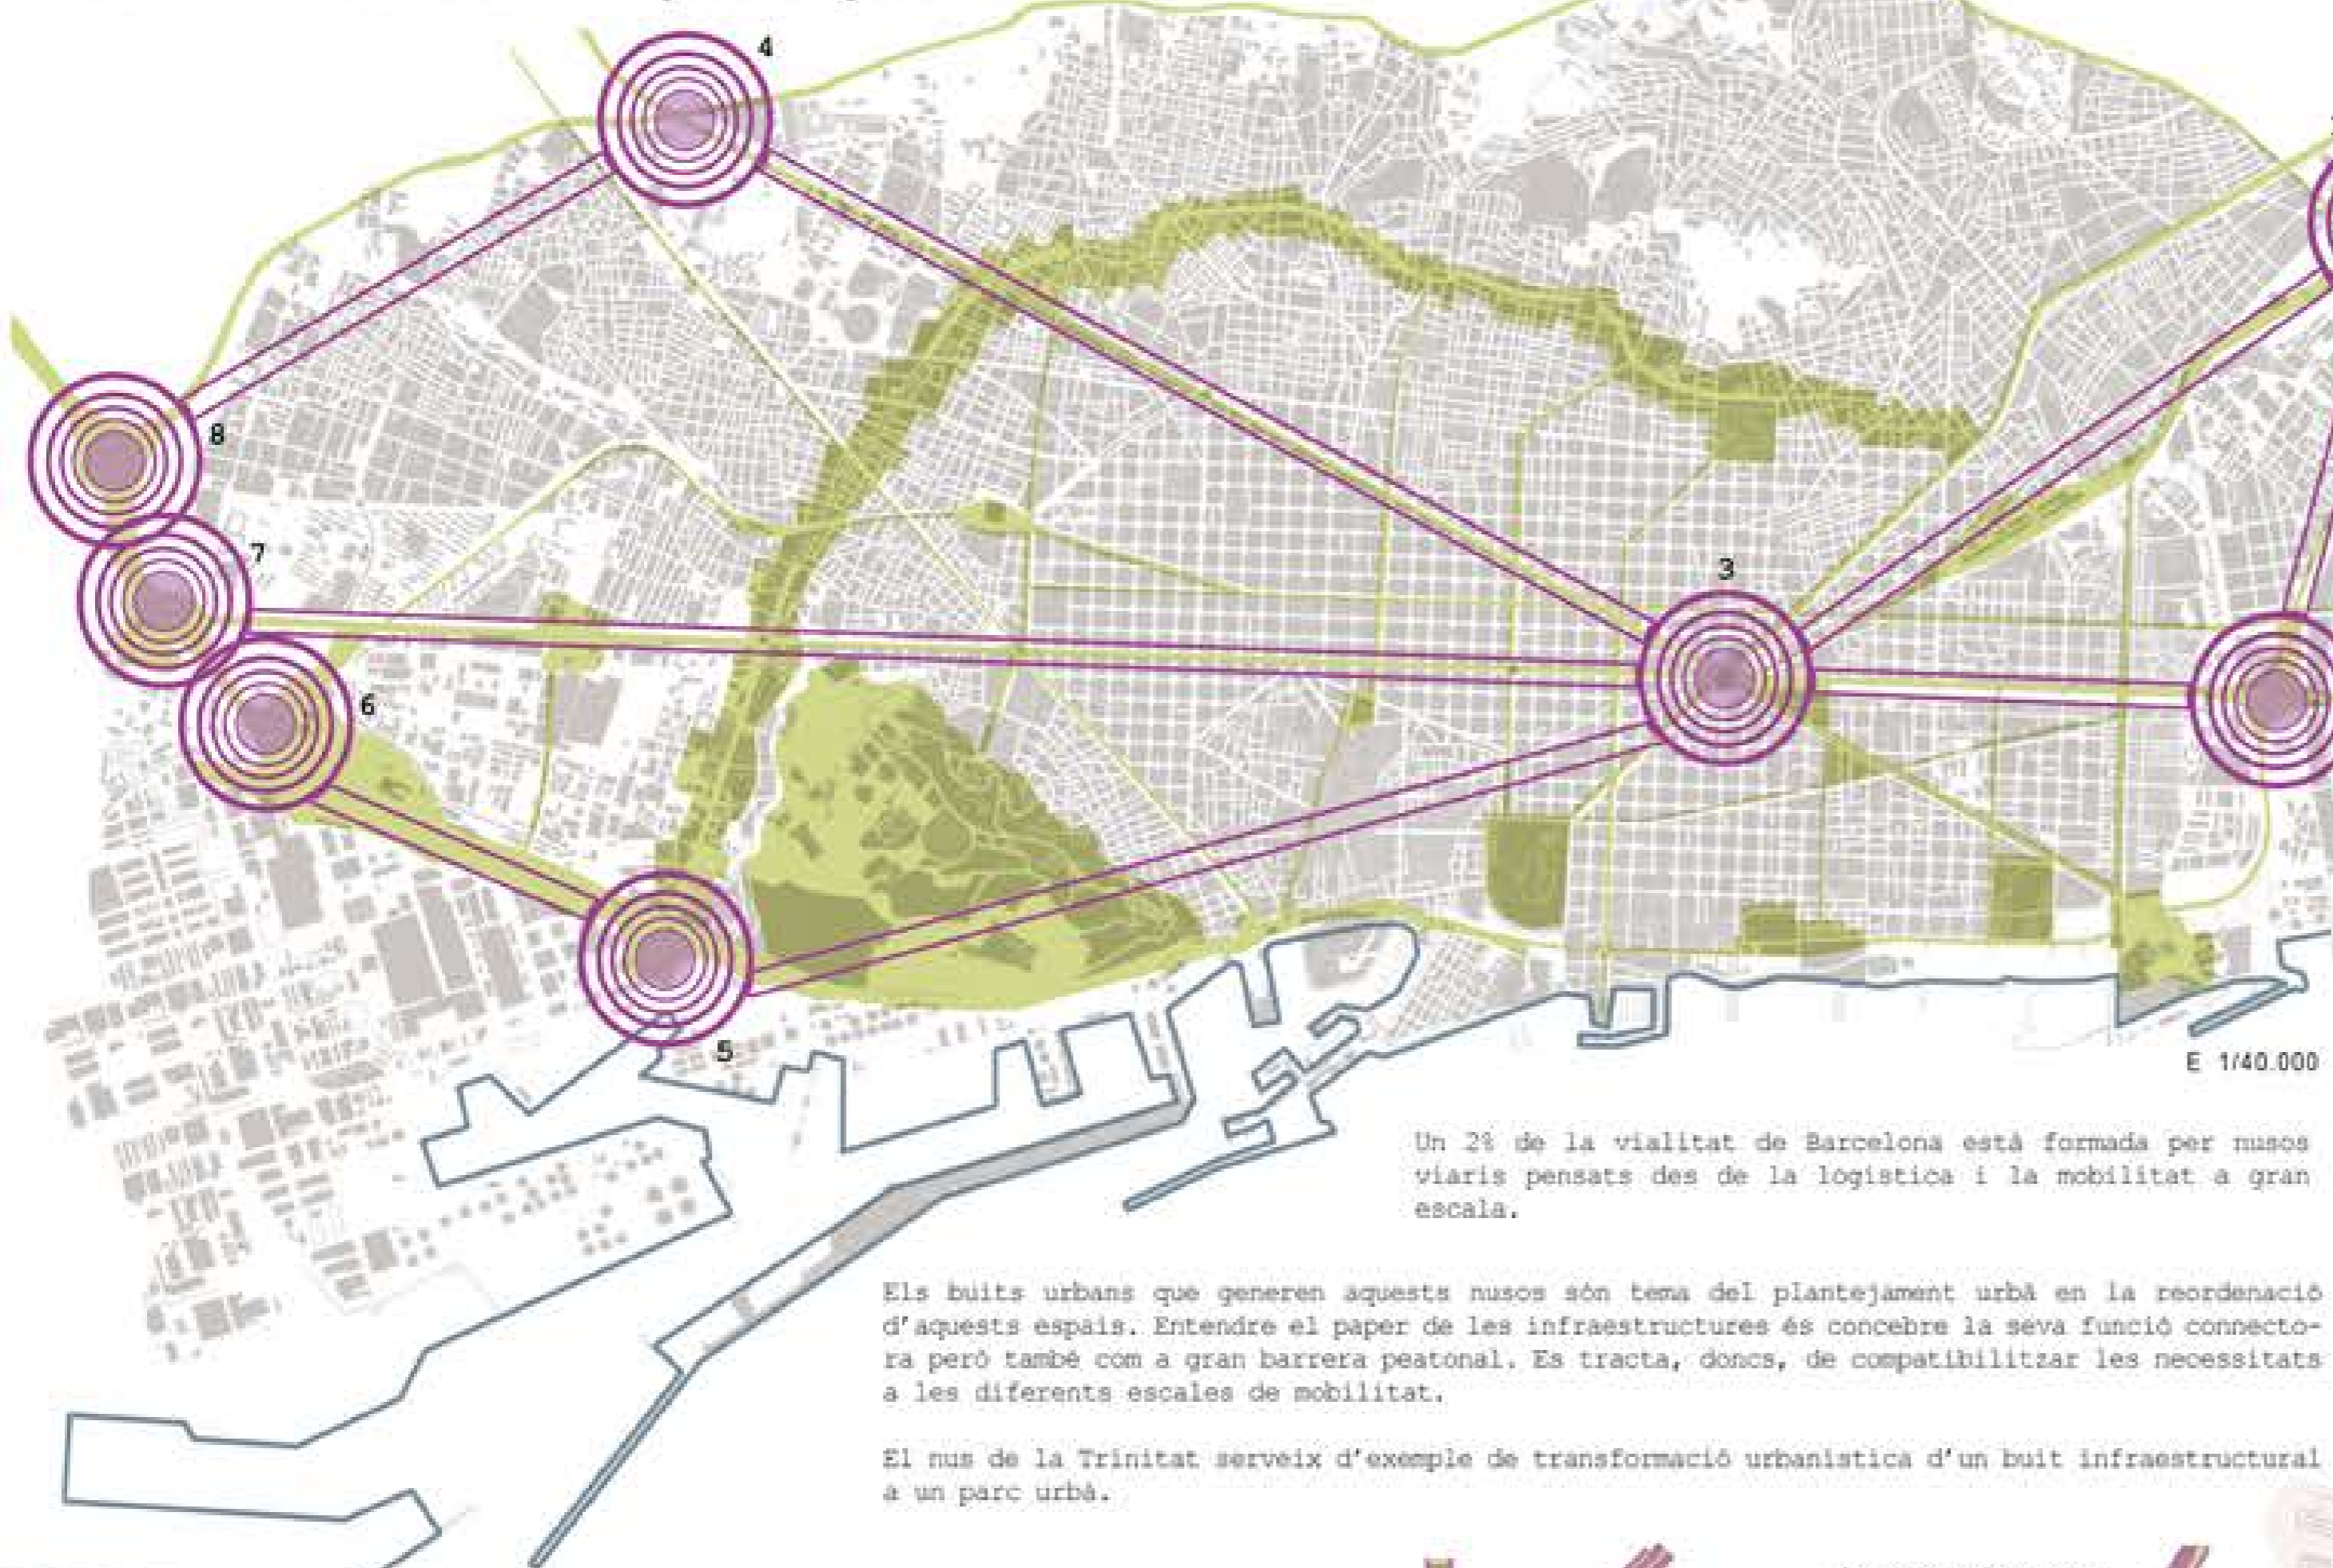 4
8
7
3
6
5
E 1/40.000
Un 2% de la vialitat de Barcelona està formada per nusos
viaris pensats des de la logística i la mobilitat a gran
escala.
Els buits urbans que generen aquests nusos són tema del plantejament urbà en la reordenació
d'aquests espais. Entendre el paper de les infraestructures és concebre la seva funció connecto-
ra però també com a gran barrera peatonal. Es tracta, doncs, de compatibilitzar les necessitats
a les diferents escales de mobilitat.
El nus de la Trinitat serveix d'exemple de transformació urbanística d'un buit infraestructural
a un parc urbà.